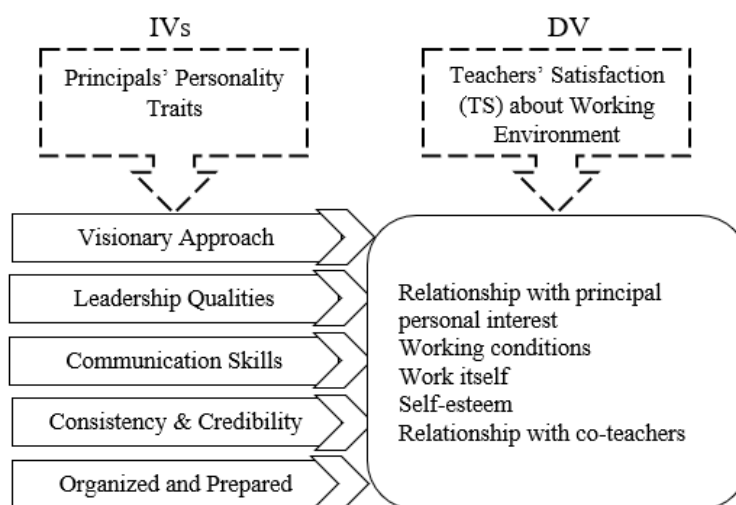 IVs
Principals' Personality
Traits
DV
Teachers' Satisfaction
(TS) about Working
Environment
Visionary Approach
Leadership Qualities
Communication Skills
Consistency & Credibility
Organized and Prepared
Relationship with principal
personal interest
Working conditions
Work itself
Self-esteem
Relationship with co-teachers